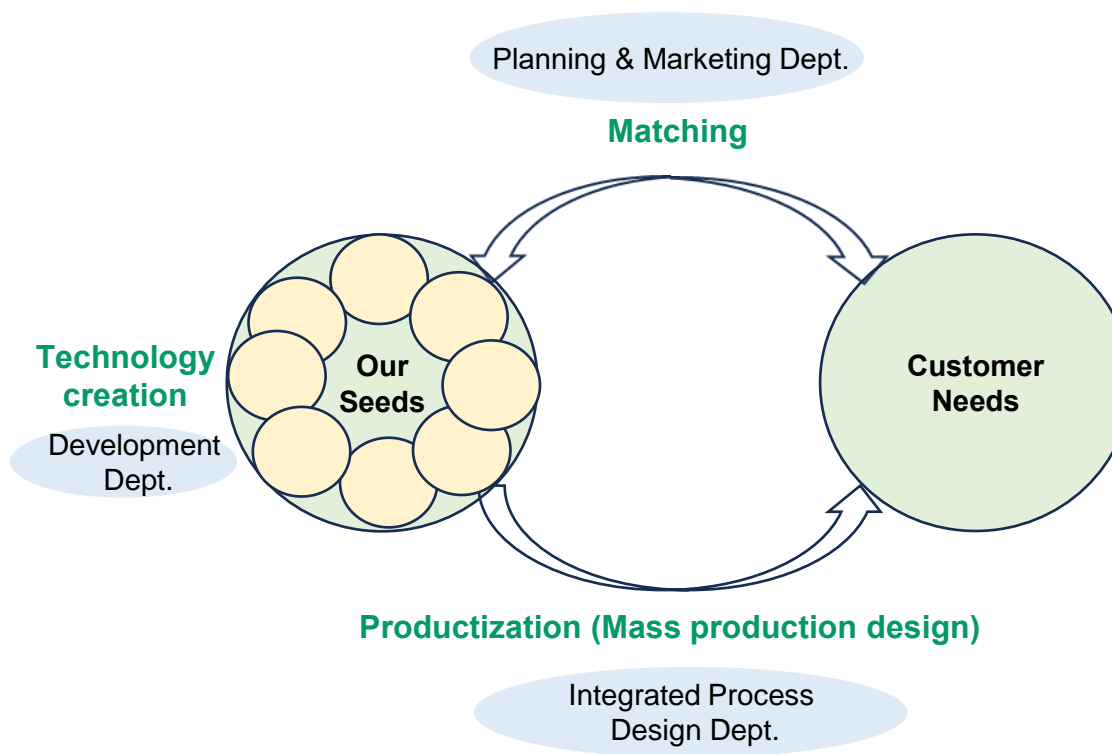 Planning & Marketing Dept.
Matching
Technology
creation
Development
Dept.
Our
Seeds
Customer
Needs
Productization (Mass production design)
Integrated Process
Design Dept.